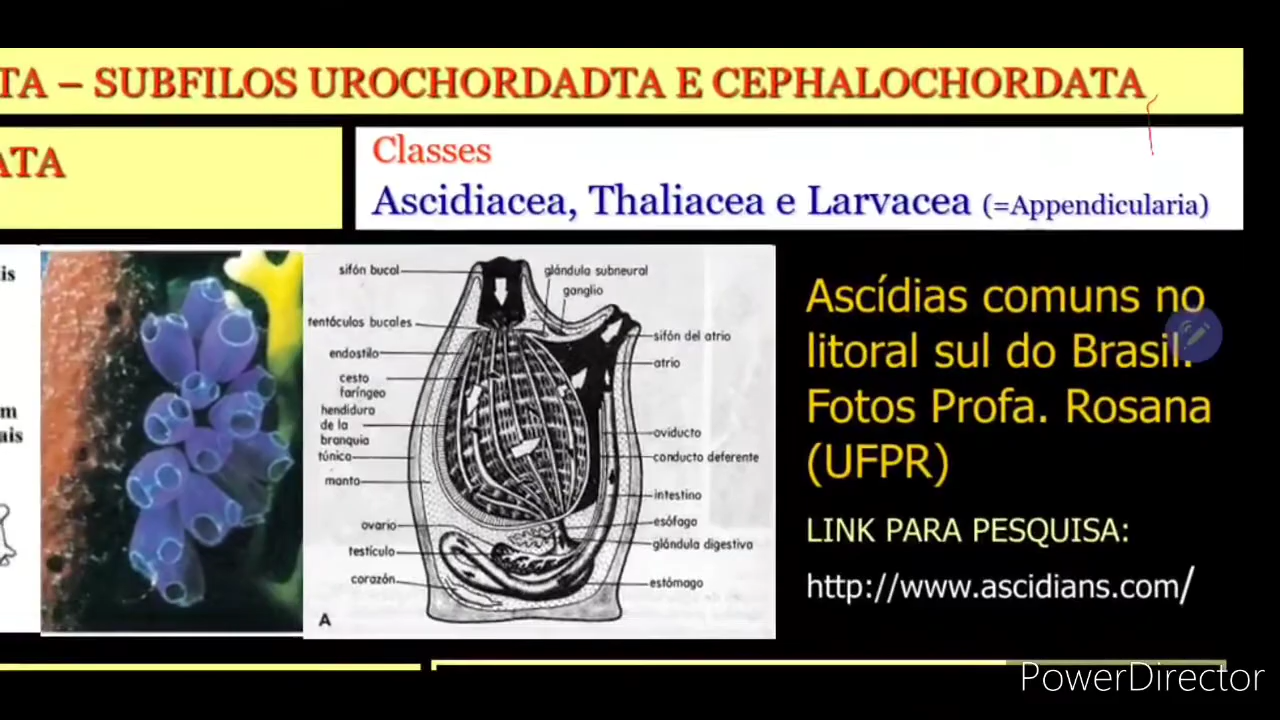 TA – SUBFILOS UROCHORDADTA E CEPHALOCHORDATA
ATA
Classes
Ascidiacea, Thaliacea e Larvacea (=Appendicularia)
is
m
ais
sifón bucal
glándula subneural
ganglio
tentáculos bucales
sifón del atrio
endostilo
atrio
cesto
faríngeo
hendidura
de la
branquia
oviducto
túnica
conducto deferente
manto
intestino
ovario
esófago
testículo
glándula digestiva
corazón
estómago
A
Ascídias comuns no
litoral sul do Brasil.
Fotos Profa. Rosana
(UFPR)
LINK PARA PESQUISA:
http://www.ascidians.com/
PowerDirector